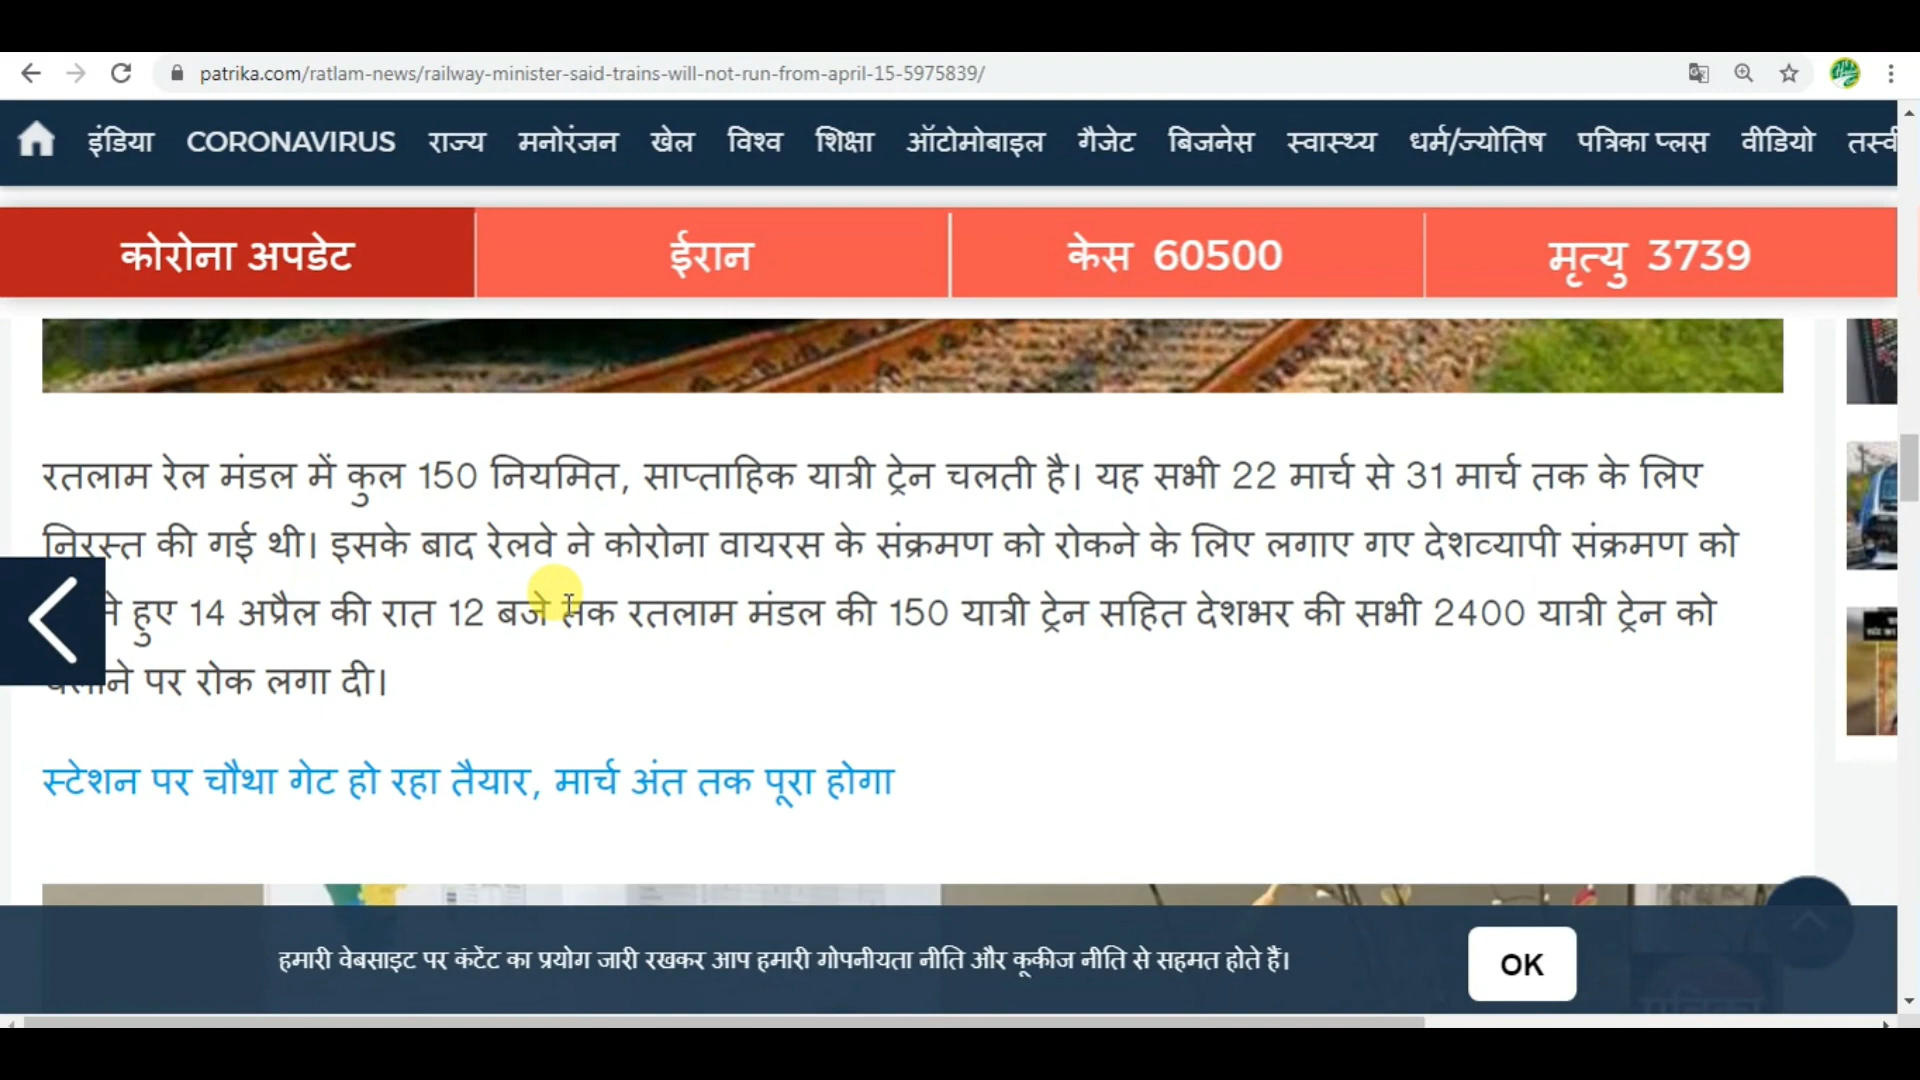 patrika.com/ratlam-news/railway-minister-said-trains-will-not-run-from-april-15-5975839/
इंडिया CORONAVIRUS राज्य मनोरंजन खेल विश्व शिक्षा ऑटोमोबाइल गैजेट बिजनेस स्वास्थ्य धर्म/ज्योतिष पत्रिका प्लस वीडियो
कोरोना अपडेट ईरान केस 60500 मृत्यु 3739
रतलाम रेल मंडल में कुल 150 नियमित, साप्ताहिक यात्री ट्रेन चलती है। यह सभी 22 मार्च से 31 मार्च तक के लिए
निरस्त की गई थी। इसके बाद रेलवे ने कोरोना वायरस के संक्रमण को रोकने के लिए लगाए गए देशव्यापी संक्रमण को
हुए 14 अप्रैल की रात 12 बजे तक रतलाम मंडल की 150 यात्री ट्रेन सहित देशभर की सभी 2400 यात्री ट्रेन को
पर रोक लगा दी।
स्टेशन पर चौथा गेट हो रहा तैयार, मार्च अंत तक पूरा होगा
हमारी वेबसाइट पर कंटेंट का प्रयोग जारी रखकर आप हमारी गोपनीयता नीति और कूकीज नीति से सहमत होते हैं।
OK